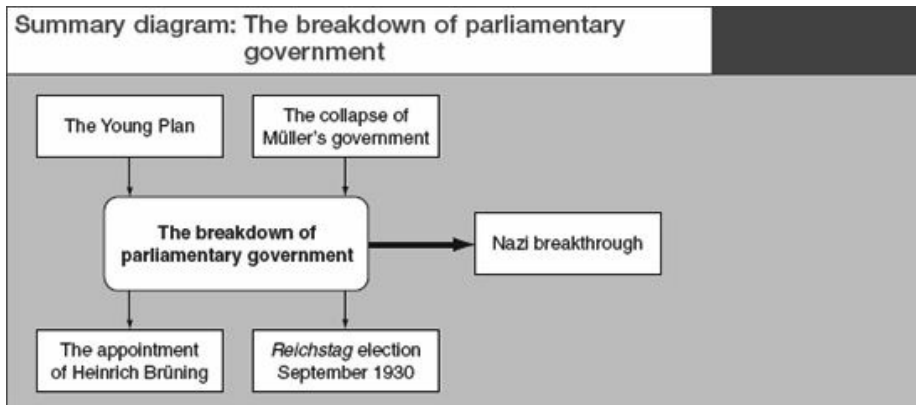 Summary diagram: The breakdown of parliamentary
government
The Young Plan
The collapse of
Müller's government
The breakdown of
parliamentary government
Nazi breakthrough
The appointment
of Heinrich Brüning
Reichstag election
September 1930